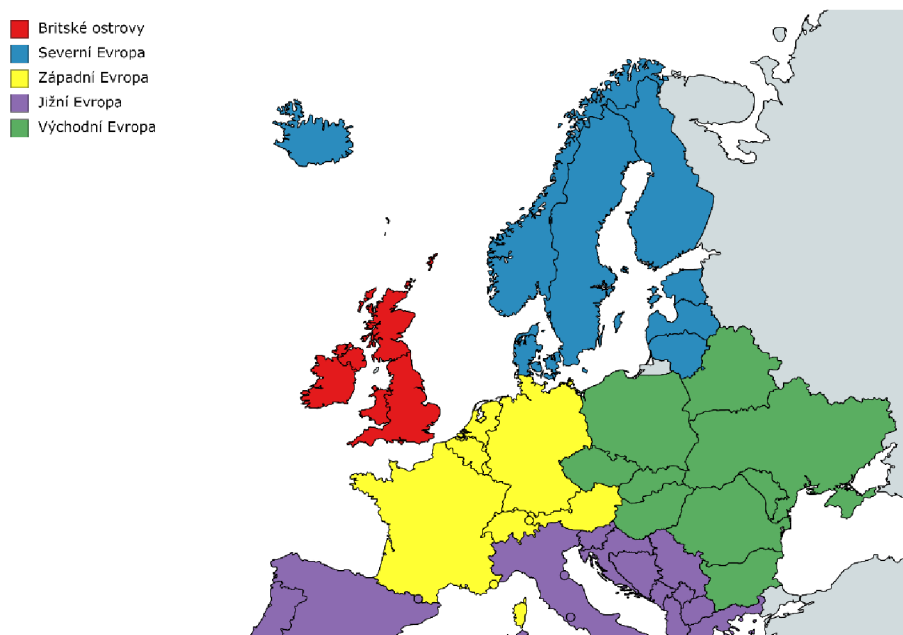 Britské ostrovy
Severní Evropa
Západní Evropa
Jižní Evropa
Východní Evropa